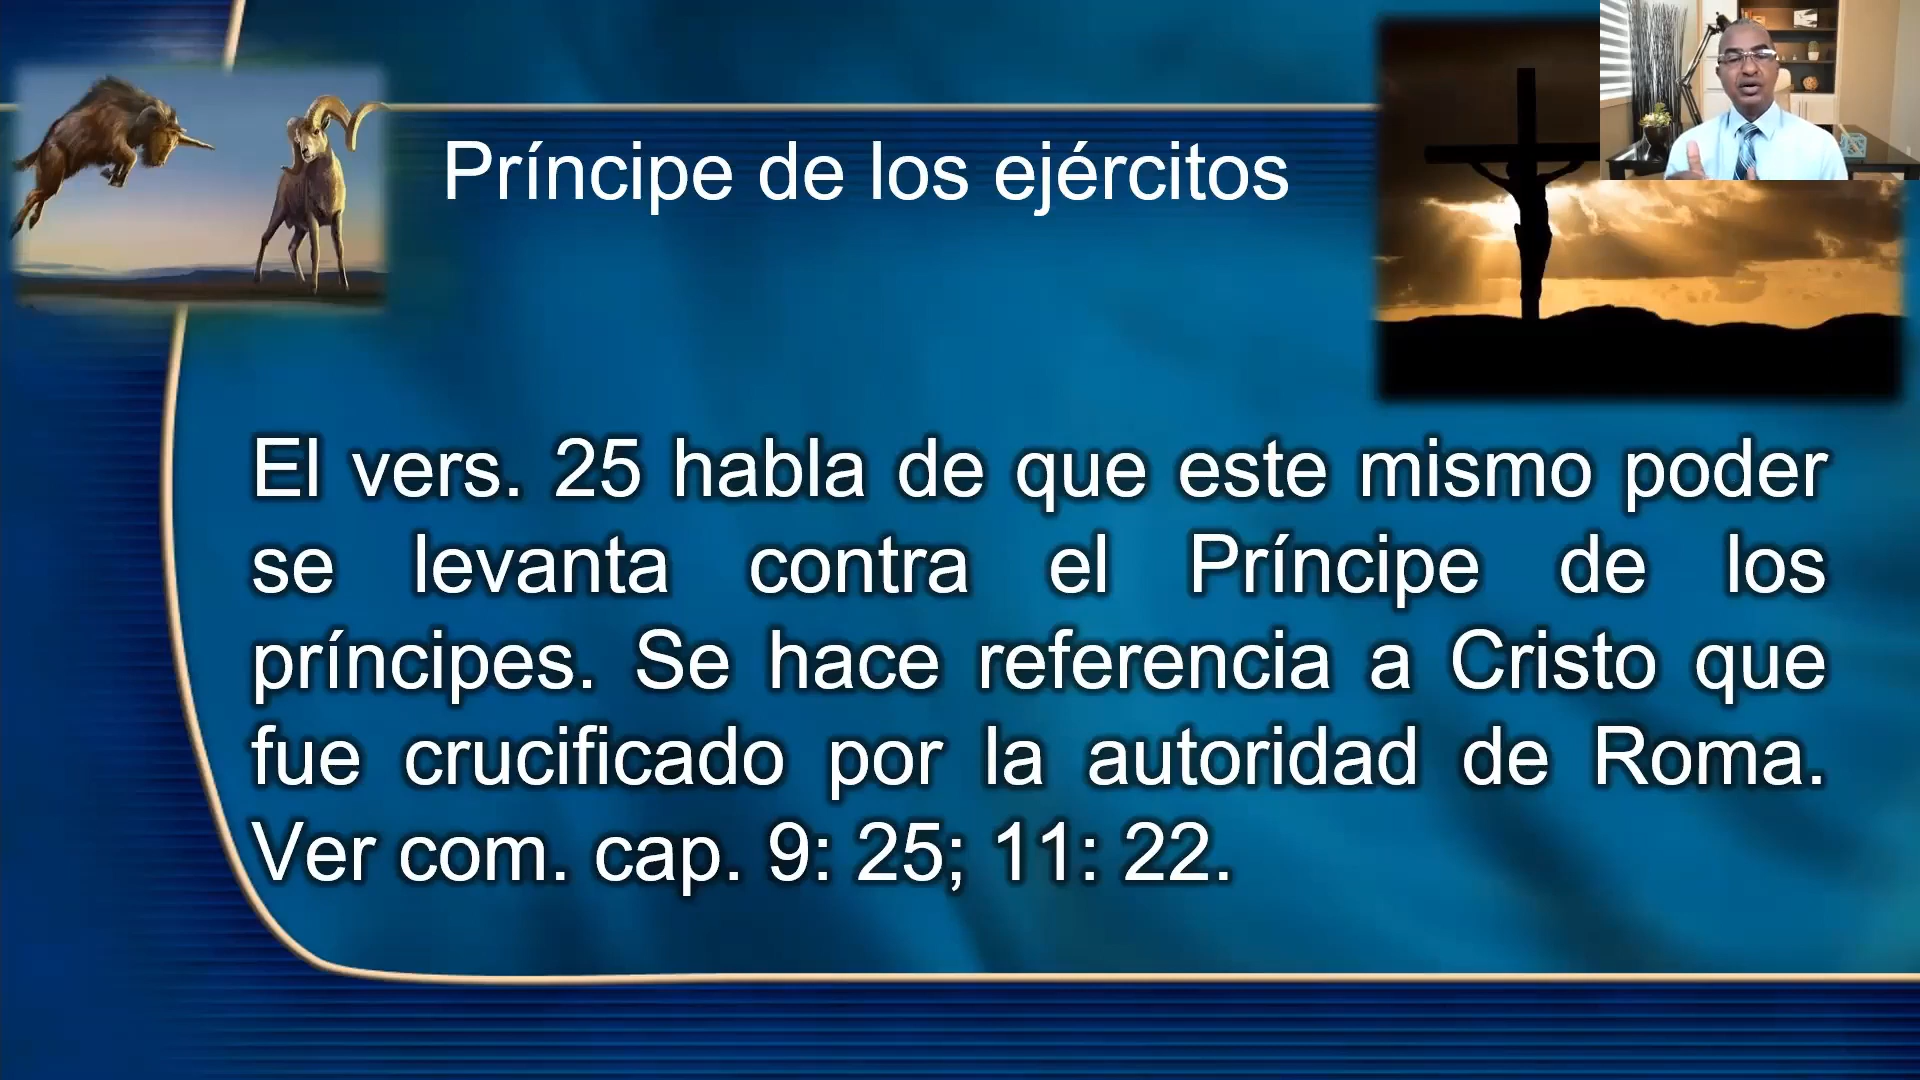 Príncipe de los ejércitos
El vers. 25 habla de que este mismo poder
se levanta contra el Príncipe de los
príncipes. Se hace referencia a Cristo que
fue crucificado por la autoridad de Roma.
Ver com. cap. 9: 25; 11: 22.